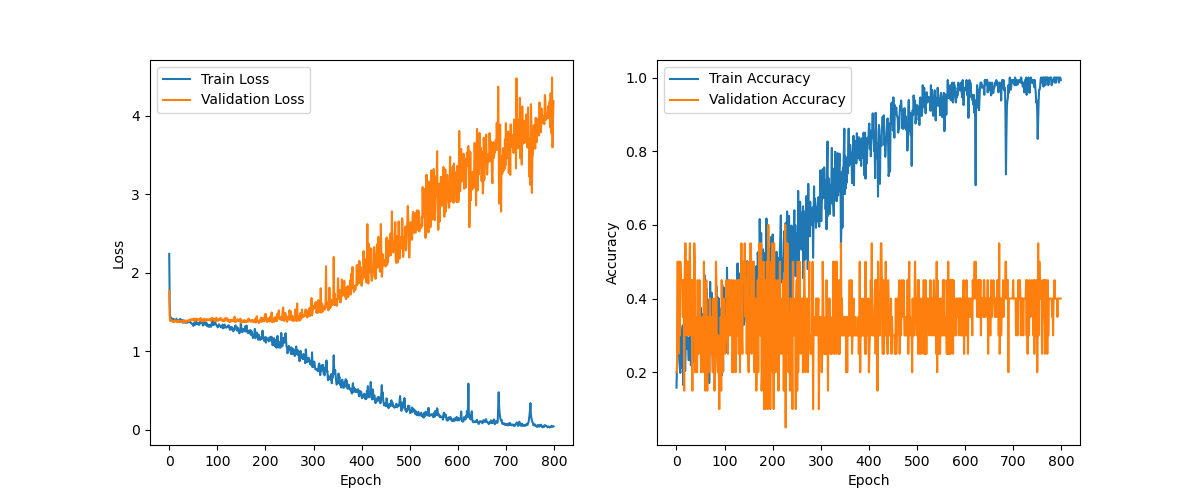 Train Loss
Validation Loss
Loss
4
3
2
1
0
0 100 200 300 400 500 600 700 800
Epoch
Train Accuracy
Validation Accuracy
Accuracy
1.0
0.8
0.6
0.4
0.2
0 100 200 300 400 500 600 700 800
Epoch